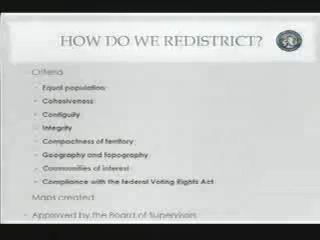 HOW DO WE REDISTRICT?
Criteria
Equal population
Cohesiveness
Contiguity
Integrity
Compactness of territory
Geography and topography
Communities of interest
Compliance with the federal Voting Rights Act
Maps created
Approved by the Board of Supervisors